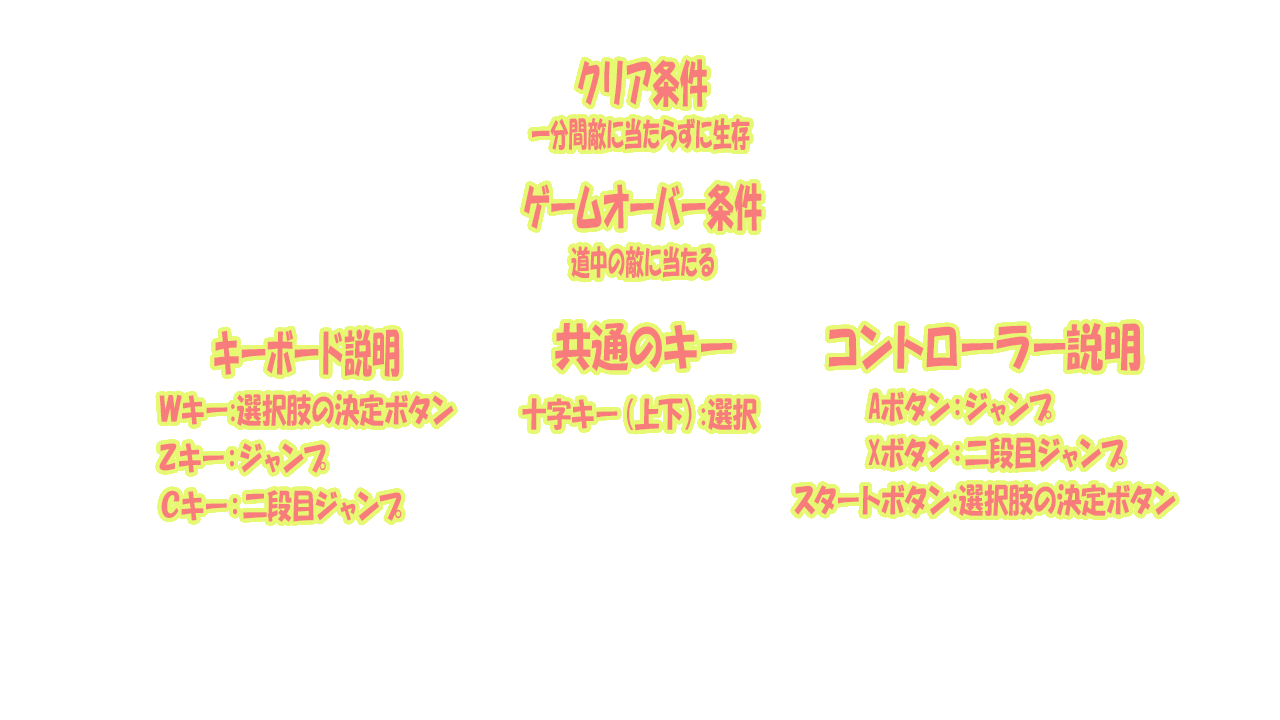 クリア条件
一分間敵に当たらずに生存
ゲームオーバー条件
道中の敵に当たる
キーボード説明
Wキー:選択肢の決定ボタン
Zキー:ジャンプ
Cキー:二段目ジャンプ
共通のキー
十字キー(上下):選択
コントローラー説明
Aボタン:ジャンプ
Xボタン:二段目ジャンプ
スタートボタン:選択肢の決定ボタン